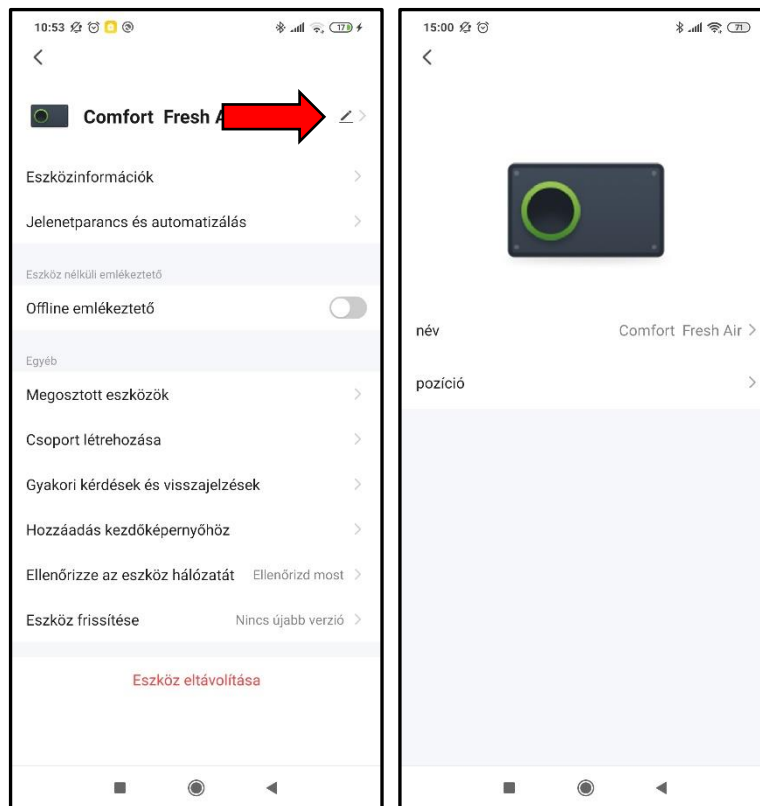 10:53
17
Comfort Fresh
Eszközinformációk
Jelenetparancs és automatizálás
Eszköz nélküli emlékeztető
Offline emlékeztető
Egyéb
Megosztott eszközök
Csoport létrehozása
Gyakori kérdések és visszajelzések
Hozzáadás kezdőképernyőhöz
Ellenőrizze az eszköz hálózatát Ellenőrizd most
Eszköz frissítése Nincs újabb verzió
Eszköz eltávolítása
15:00
71
név Comfort Fresh Air
pozíció